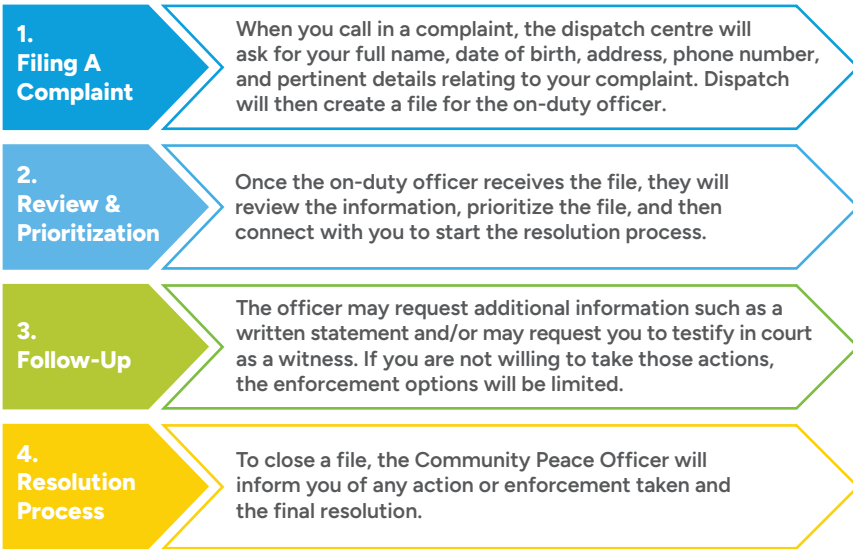 1.
Filing A
Complaint
When you call in a complaint, the dispatch centre will
ask for your full name, date of birth, address, phone number,
and pertinent details relating to your complaint. Dispatch
will then create a file for the on-duty officer.
2.
Review &
Prioritization
Once the on-duty officer receives the file, they will
review the information, prioritize the file, and then
connect with you to start the resolution process.
3.
Follow-Up
The officer may request additional information such as a
written statement and/or may request you to testify in court
as a witness. If you are not willing to take those actions,
the enforcement options will be limited.
4.
Resolution
Process
To close a file, the Community Peace Officer will
inform you of any action or enforcement taken and
the final resolution.